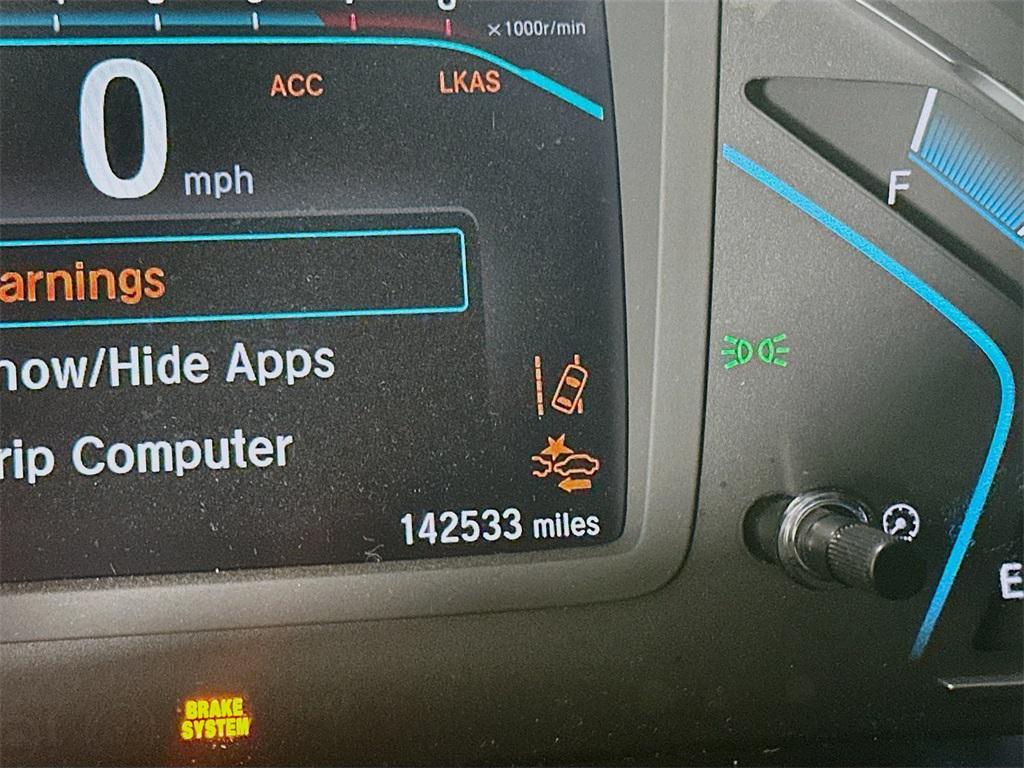 ×1000r/min
0
mph
ACC
LKAS
F
arnings
how/Hide Apps
rip Computer
142533 miles
E
BRAKE
SYSTEM